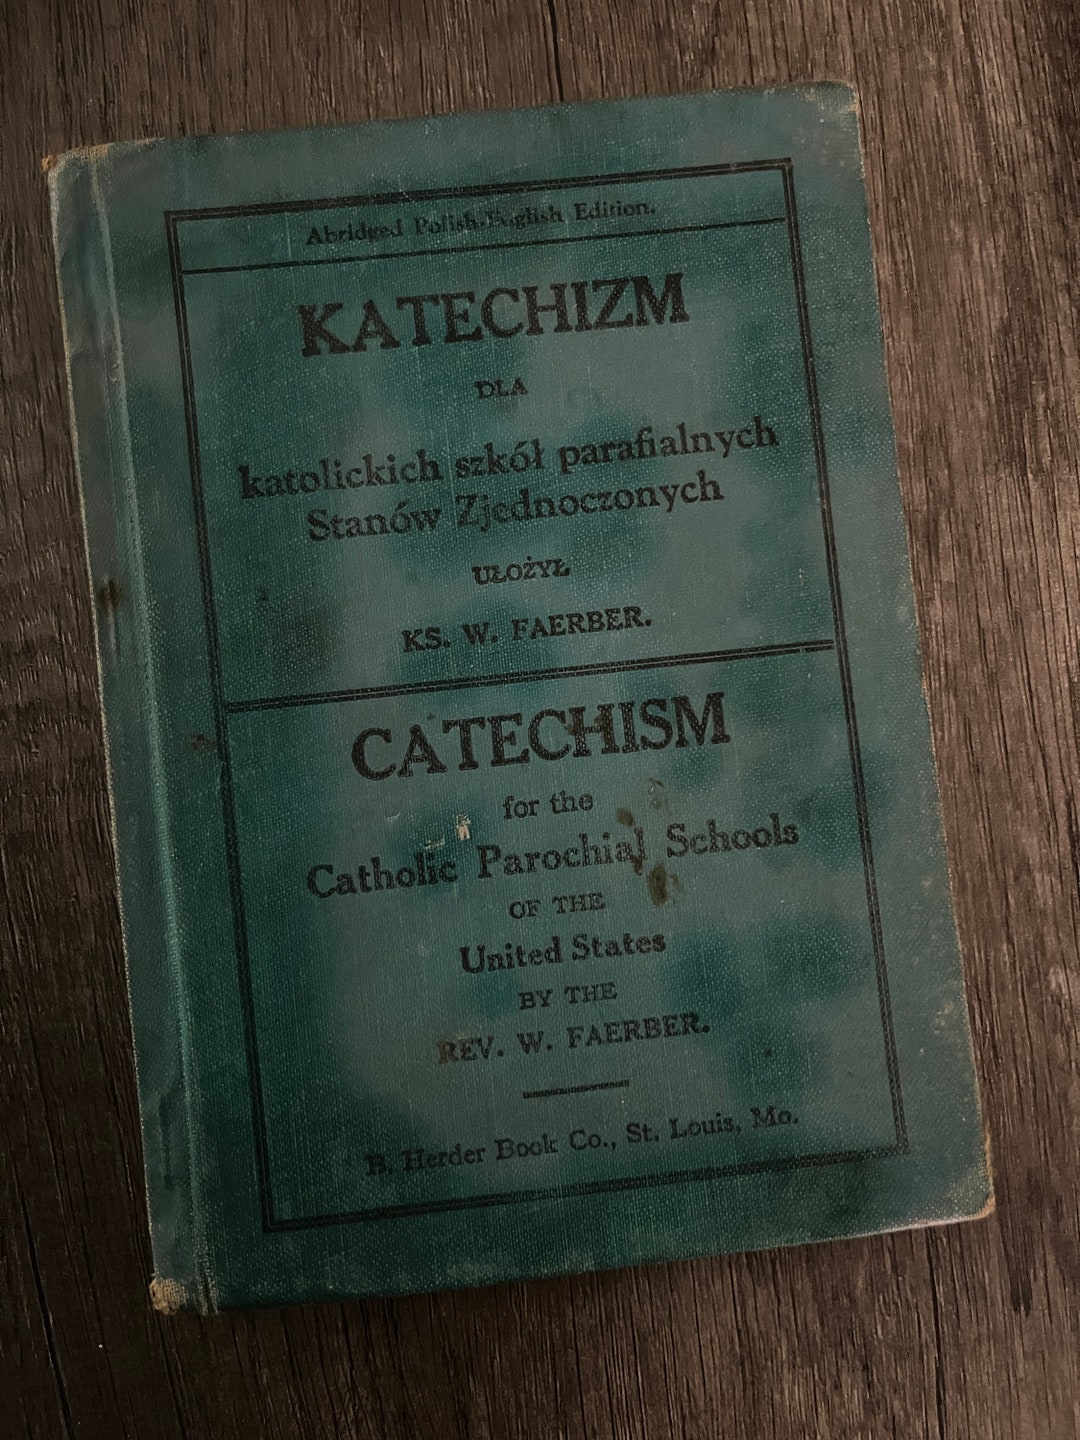 Abridged Polish-English Edition.
KATECHIZM
DLA
katolickich szkół parafialnych
Stanów Zjednoczonych
UŁOŻYŁ
KS. W. FAERBER.
CATECHISM
for the
Catholic Parochial Schools
OF THE
United States
BY THE
REV. W. FAERBER.
B. Herder Book Co., St. Louis, Mo.